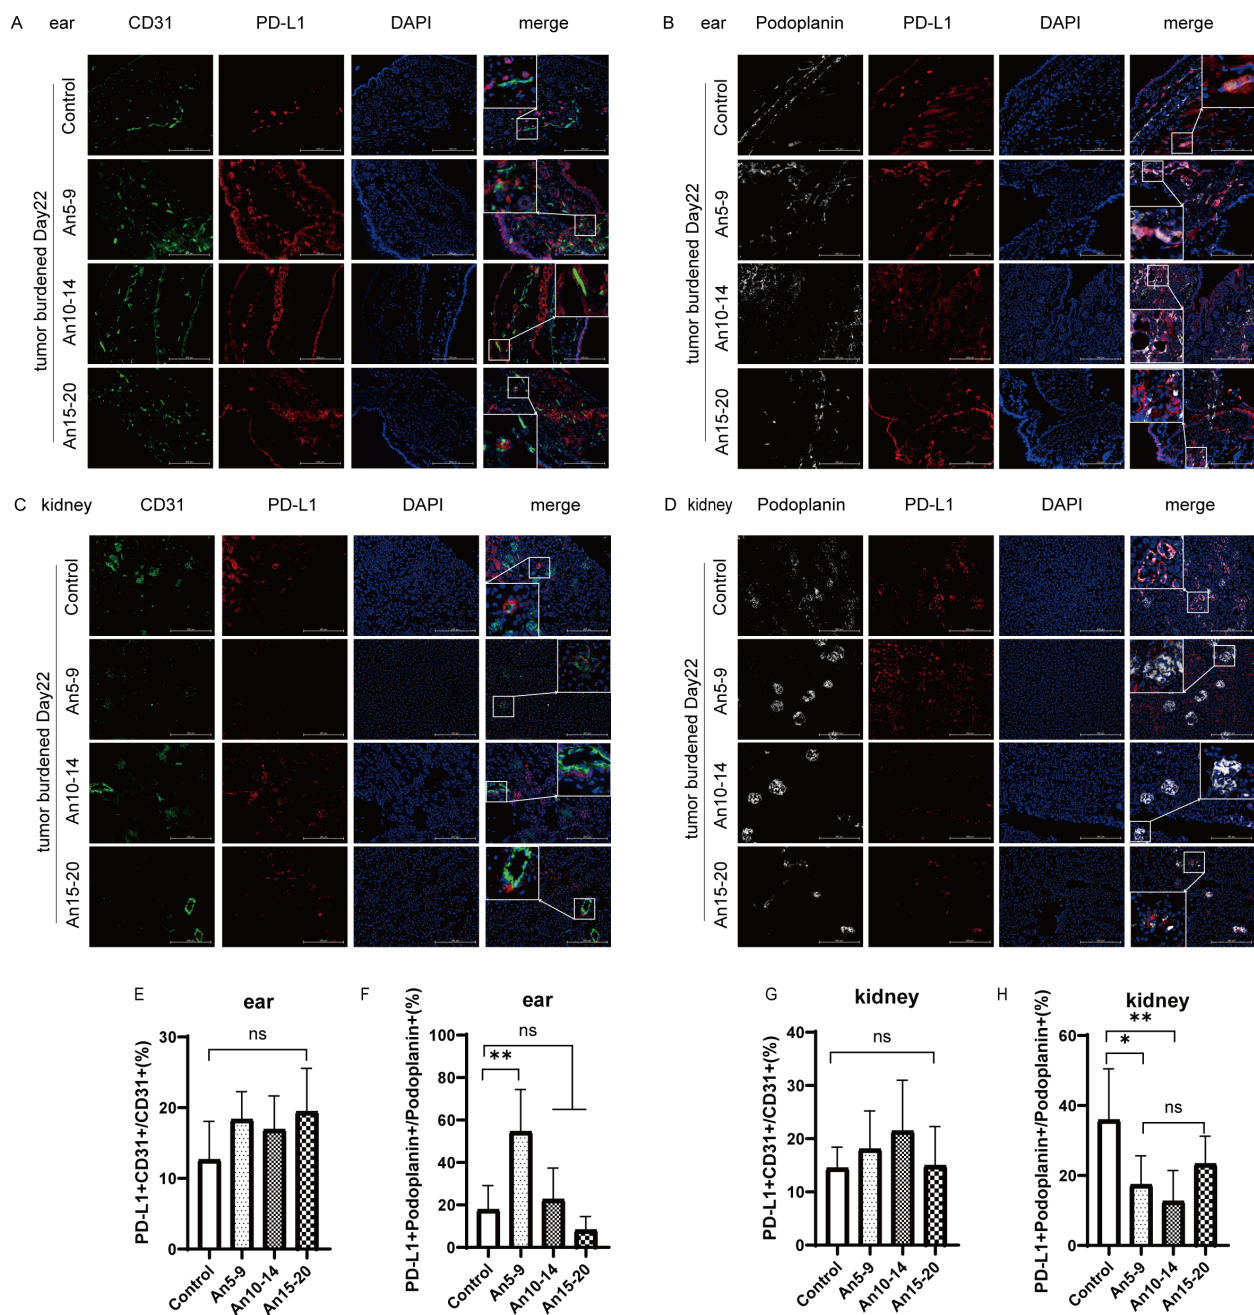 A ear CD31 PD-L1 DAPI merge
tumor burdened Day22
Control
An5-9
An10-14
An15-20
B ear Podoplanin PD-L1 DAPI merge
tumor burdened Day22
Control
An5-9
An10-14
An15-20
C kidney CD31 PD-L1 DAPI merge
tumor burdened Day22
Control
An5-9
An10-14
An15-20
D kidney Podoplanin PD-L1 DAPI merge
tumor burdened Day22
Control
An5-9
An10-14
An15-20
E
ear
PD-L1+CD31+/CD31+(%)
30
20
10
0
ns
Control
An5-9
An10-14
An15-20
F
ear
PD-L1+Podoplanin+/Podoplanin+(%)
100
80
60
40
20
0
ns
**
Control
An5-9
An10-14
An15-20
G
kidney
PD-L1+CD31+/CD31+(%)
40
30
20
10
0
ns
Control
An5-9
An10-14
An15-20
H
kidney
PD-L1+Podoplanin+/Podoplanin+(%)
60
40
20
0
**
*
ns
Control
An5-9
An10-14
An15-20